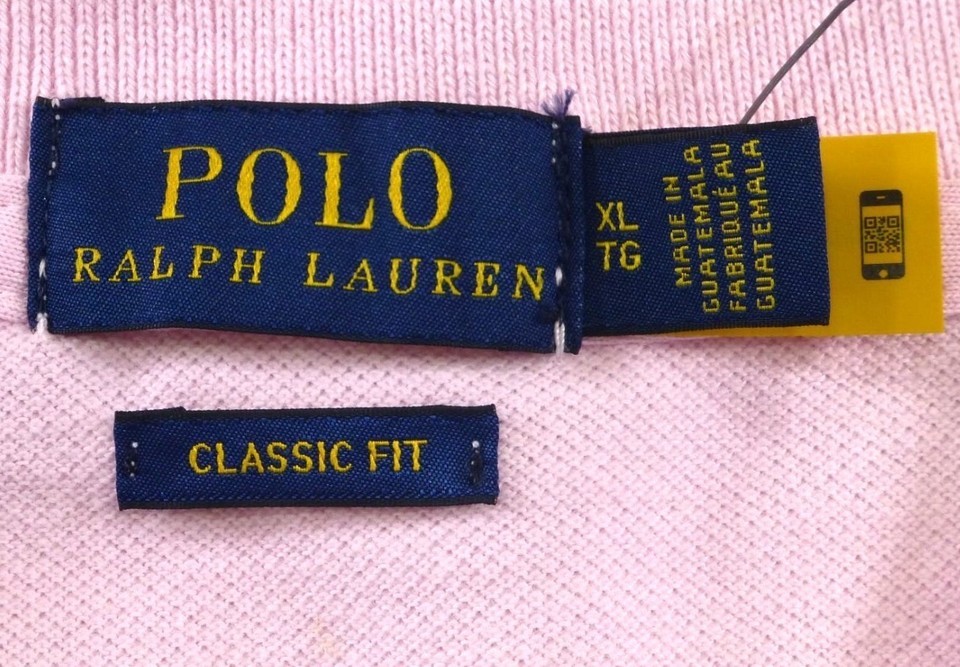 POLO
RALPH LAUREN
XL
TG
MADE IN
GUATEMALA
FABRIQUÉ AU
GUATEMALA
CLASSIC FIT